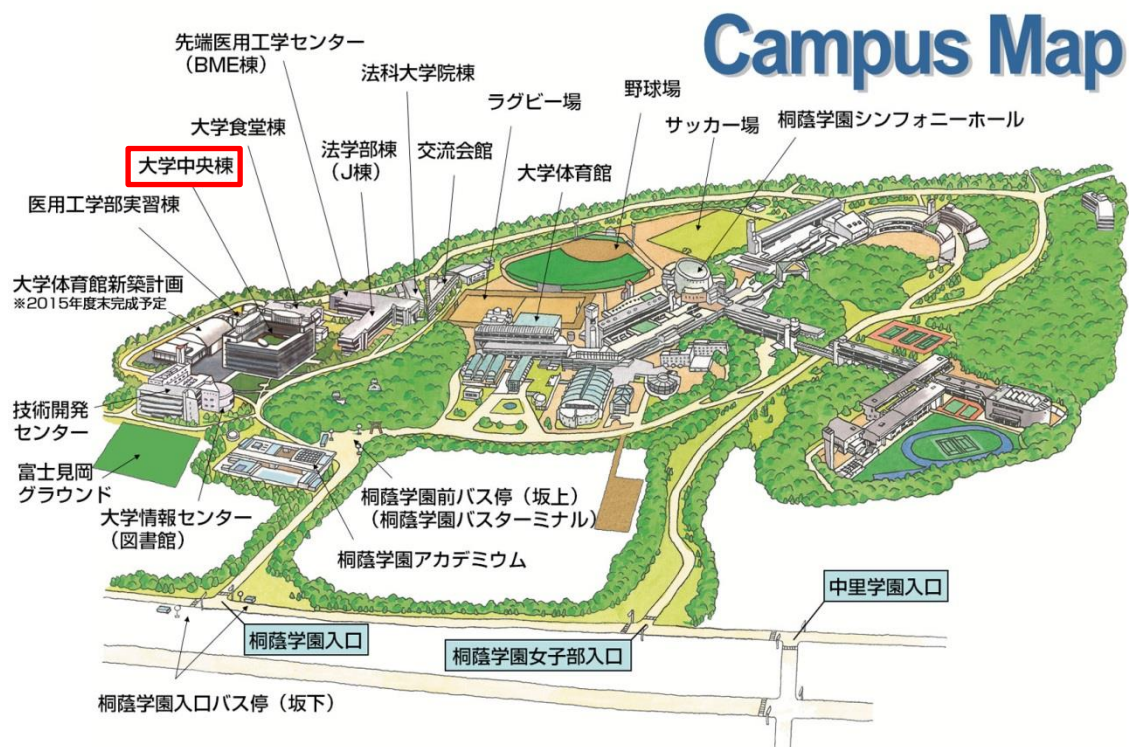 Campus Map
先端医用工学センター
(BME棟)
法科大学院棟
ラグビー場
野球場
サッカー場
桐蔭学園シンフォニーホール
大学食堂棟
法学部棟
(J棟)
交流会館
大学体育館
大学中央棟
医用工学部実習棟
大学体育館新築計画
※2015年度末完成予定
技術開発
センター
富士見岡
グラウンド
大学情報センター
(図書館)
桐蔭学園前バス停（坂上）
(桐蔭学園バスターミナル)
桐蔭学園アカデミウム
中里学園入口
桐蔭学園入口
桐蔭学園女子部入口
桐蔭学園入口バス停（坂下）